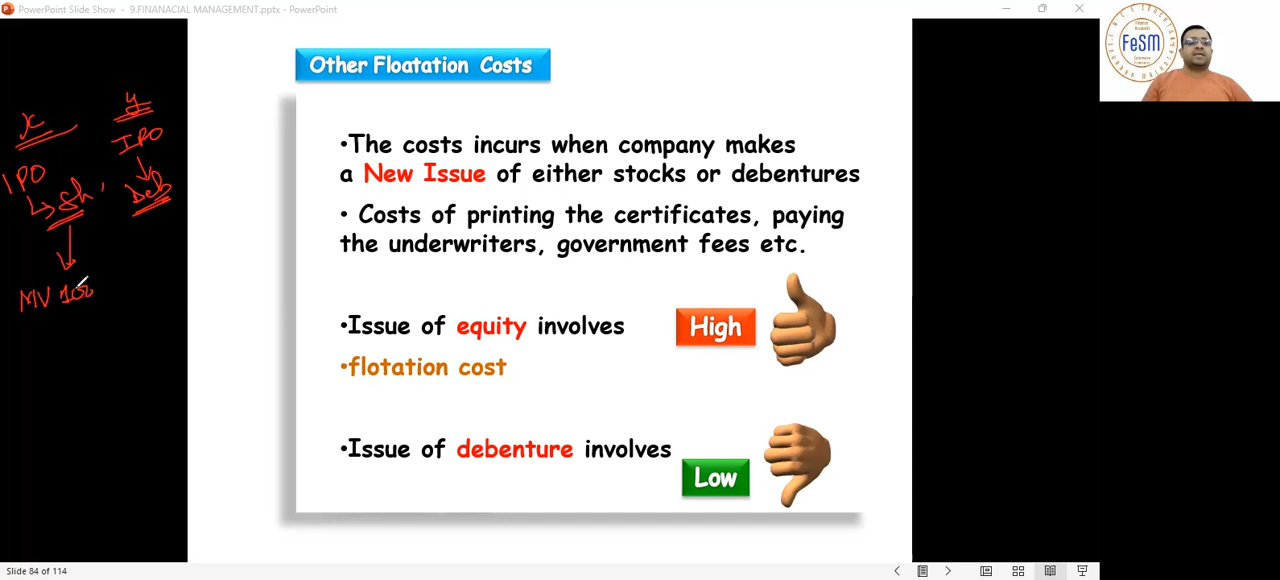 PowerPoint Slide Show - 9.FINANACIAL MANAGEMENT.pptx - PowerPoint
FeSM
Other Floatation Costs
•The costs incurs when company makes
a New Issue of either stocks or debentures
• Costs of printing the certificates, paying
the underwriters, government fees etc.
•Issue of equity involves
High
•flotation cost
•Issue of debenture involves
Low
x
IPO
Sh,
MV 100
y
IPO
Deb
Slide 84 of 114